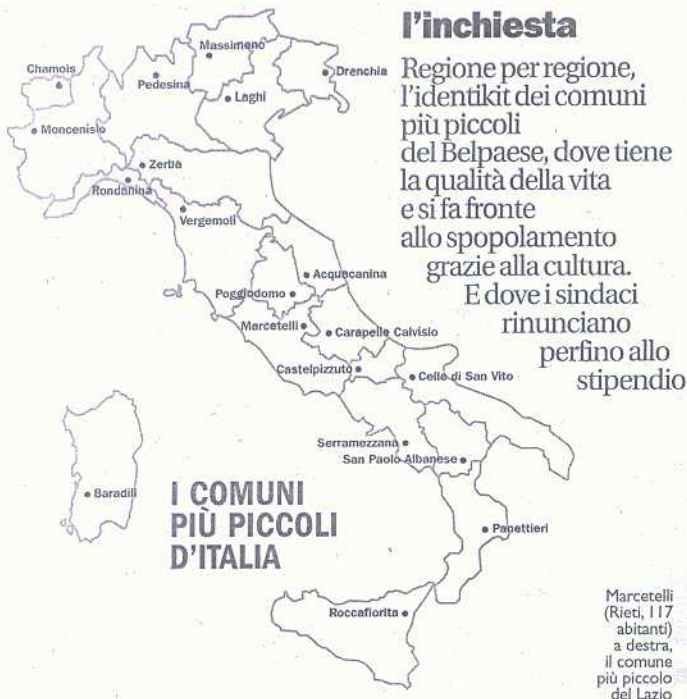 l'inchiesta
Regione per regione,
l'identikit dei comuni
più piccoli
del Belpaese, dove tiene
la qualità della vita
e si fa fronte
allo spopolamento
grazie alla cultura.
E dove i sindaci
rinunciano
perfino allo
stipendio
Massimeno
Chamois
Pedesina
Drenchia
Laghi
Moncenisio
Zerba
Rondanina
Vergemoli
Acquacanina
Poggiodomo
Marcetelli
Carapelle Calvisio
Castelpizzuto
Celle di San Vito
Serramezzana
San Paolo Albanese
Baradili
I COMUNI
PIÙ PICCOLI
D'ITALIA
Panettieri
Roccafiorita
Marcetelli
(Rieti, 117
abitanti)
a destra,
il comune
più piccolo
del Lazio